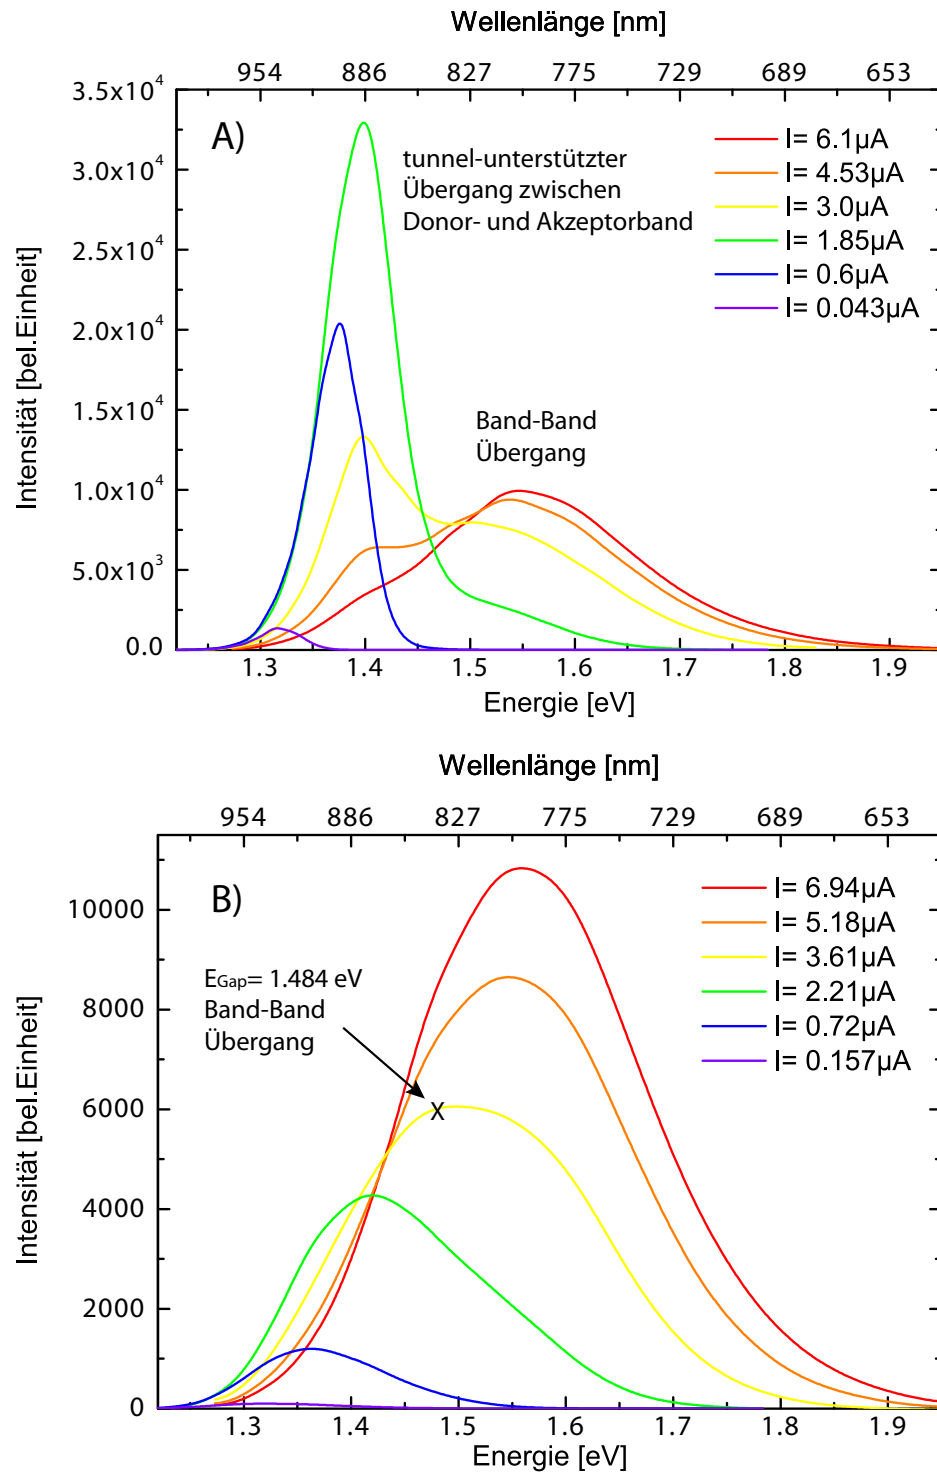 Wellenlänge [nm]
954 886 827 775 729 689 653
3.5x10⁴
3.0x10⁴
2.5x10⁴
2.0x10⁴
1.5x10⁴
1.0x10⁴
5.0x10³
0.0
Intensität [bel.Einheit]
A)
tunnel-unterstützter
Übergang zwischen
Donor- und Akzeptorband
Band-Band
Übergang
I= 6.1µA
I= 4.53µA
I= 3.0µA
I= 1.85µA
I= 0.6µA
I= 0.043µA
1.3 1.4 1.5 1.6 1.7 1.8 1.9
Energie [eV]
Wellenlänge [nm]
954 886 827 775 729 689 653
10000
8000
6000
4000
2000
0
Intensität [bel.Einheit]
B)
EGap= 1.484 eV
Band-Band
Übergang
X
I= 6.94µA
I= 5.18µA
I= 3.61µA
I= 2.21µA
I= 0.72µA
I= 0.157µA
1.3 1.4 1.5 1.6 1.7 1.8 1.9
Energie [eV]